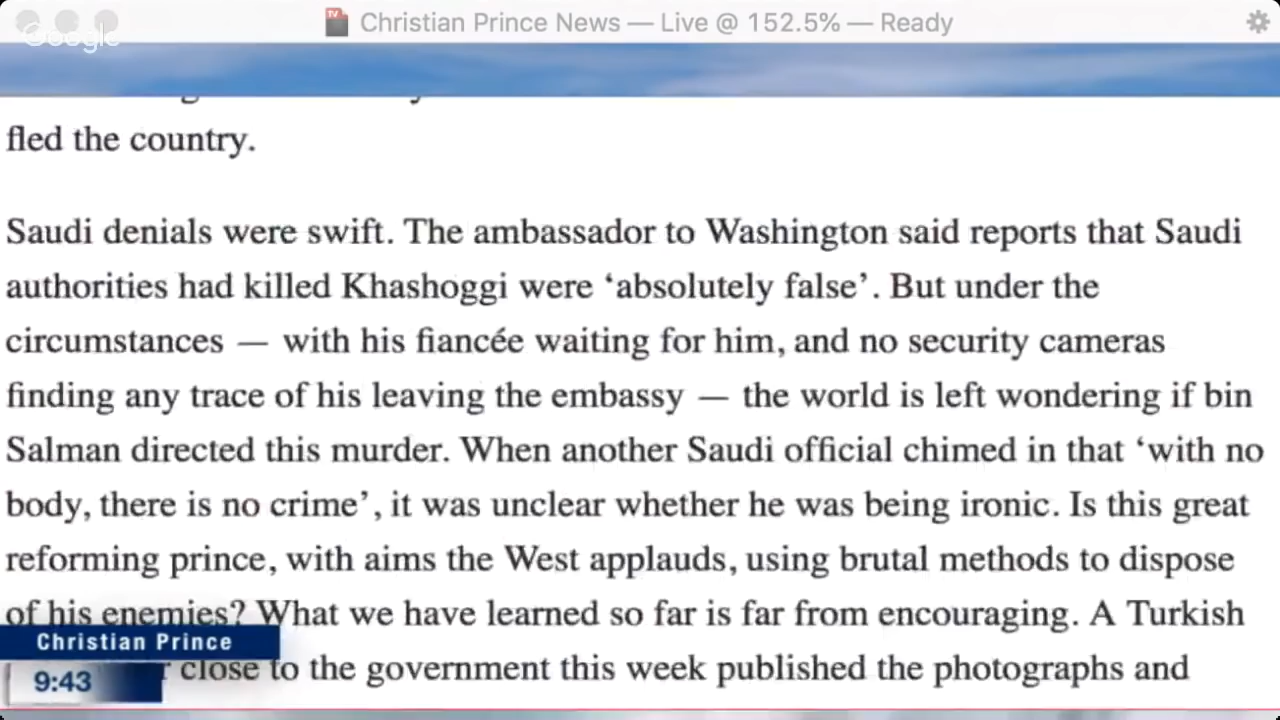 Christian Prince News — Live @ 152.5% — Ready
Google
fled the country.
Saudi denials were swift. The ambassador to Washington said reports that Saudi
authorities had killed Khashoggi were ‘absolutely false’. But under the
circumstances — with his fiancée waiting for him, and no security cameras
finding any trace of his leaving the embassy — the world is left wondering if bin
Salman directed this murder. When another Saudi official chimed in that ‘with no
body, there is no crime’, it was unclear whether he was being ironic. Is this great
reforming prince, with aims the West applauds, using brutal methods to dispose
of his enemies? What we have learned so far is far from encouraging. A Turkish
close to the government this week published the photographs and
Christian Prince
9:43